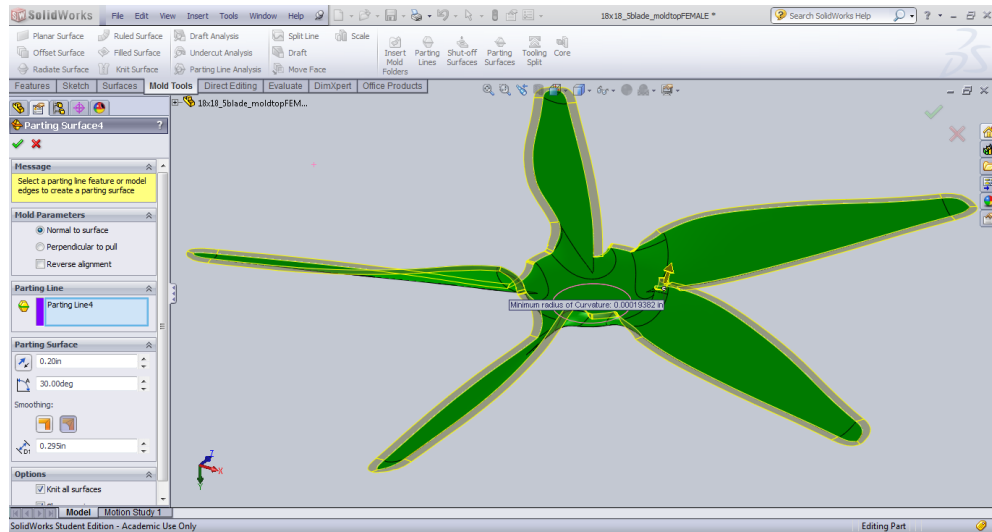 SolidWorks File Edit View Insert Tools Window Help 18x18_5blade_moldtopFEMALE * Search SolidWorks Help
Planar Surface Ruled Surface Draft Analysis Split Line Scale
Offset Surface Filled Surface Undercut Analysis Draft
Radiate Surface Knit Surface Parting Line Analysis Move Face
Insert Mold Folders
Parting Lines
Shut-off Surfaces
Parting Surfaces
Tooling Split
Core
Features Sketch Surfaces Mold Tools Direct Editing Evaluate DimXpert Office Products
18x18_5blade_moldtopFEM...
Parting Surface4 ?
Message
Select a parting line feature or model
edges to create a parting surface
Mold Parameters
Normal to surface
Perpendicular to pull
Reverse alignment
Parting Line
Parting Line4
Parting Surface
0.20in
30.00deg
Smoothing:
0.295in
Options
Knit all surfaces
Minimum radius of Curvature: 0.00019382 in
Z
X
Y
Model Motion Study 1
SolidWorks Student Edition - Academic Use Only Editing Part